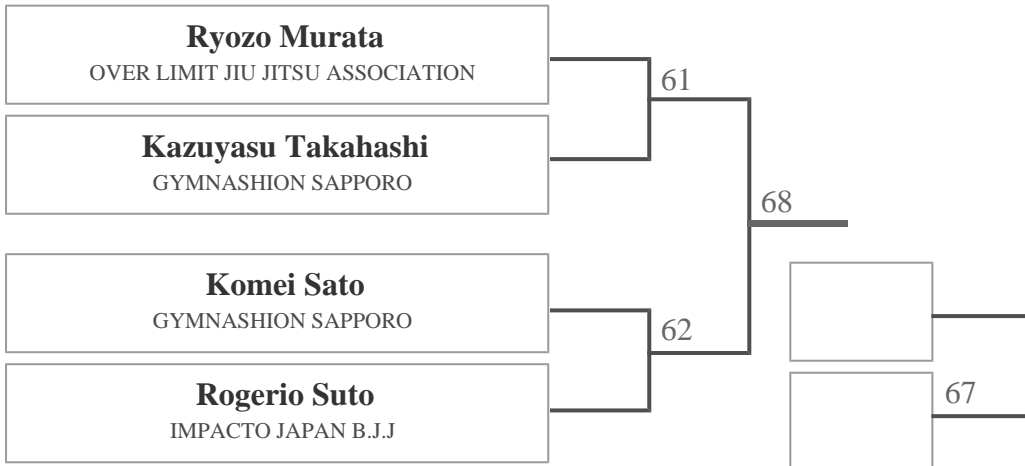 Ryozo Murata
OVER LIMIT JIU JITSU ASSOCIATION
61
Kazuyasu Takahashi
GYMNASHION SAPPORO
68
Komei Sato
GYMNASHION SAPPORO
62
Rogerio Suto
IMPACTO JAPAN B.J.J
67